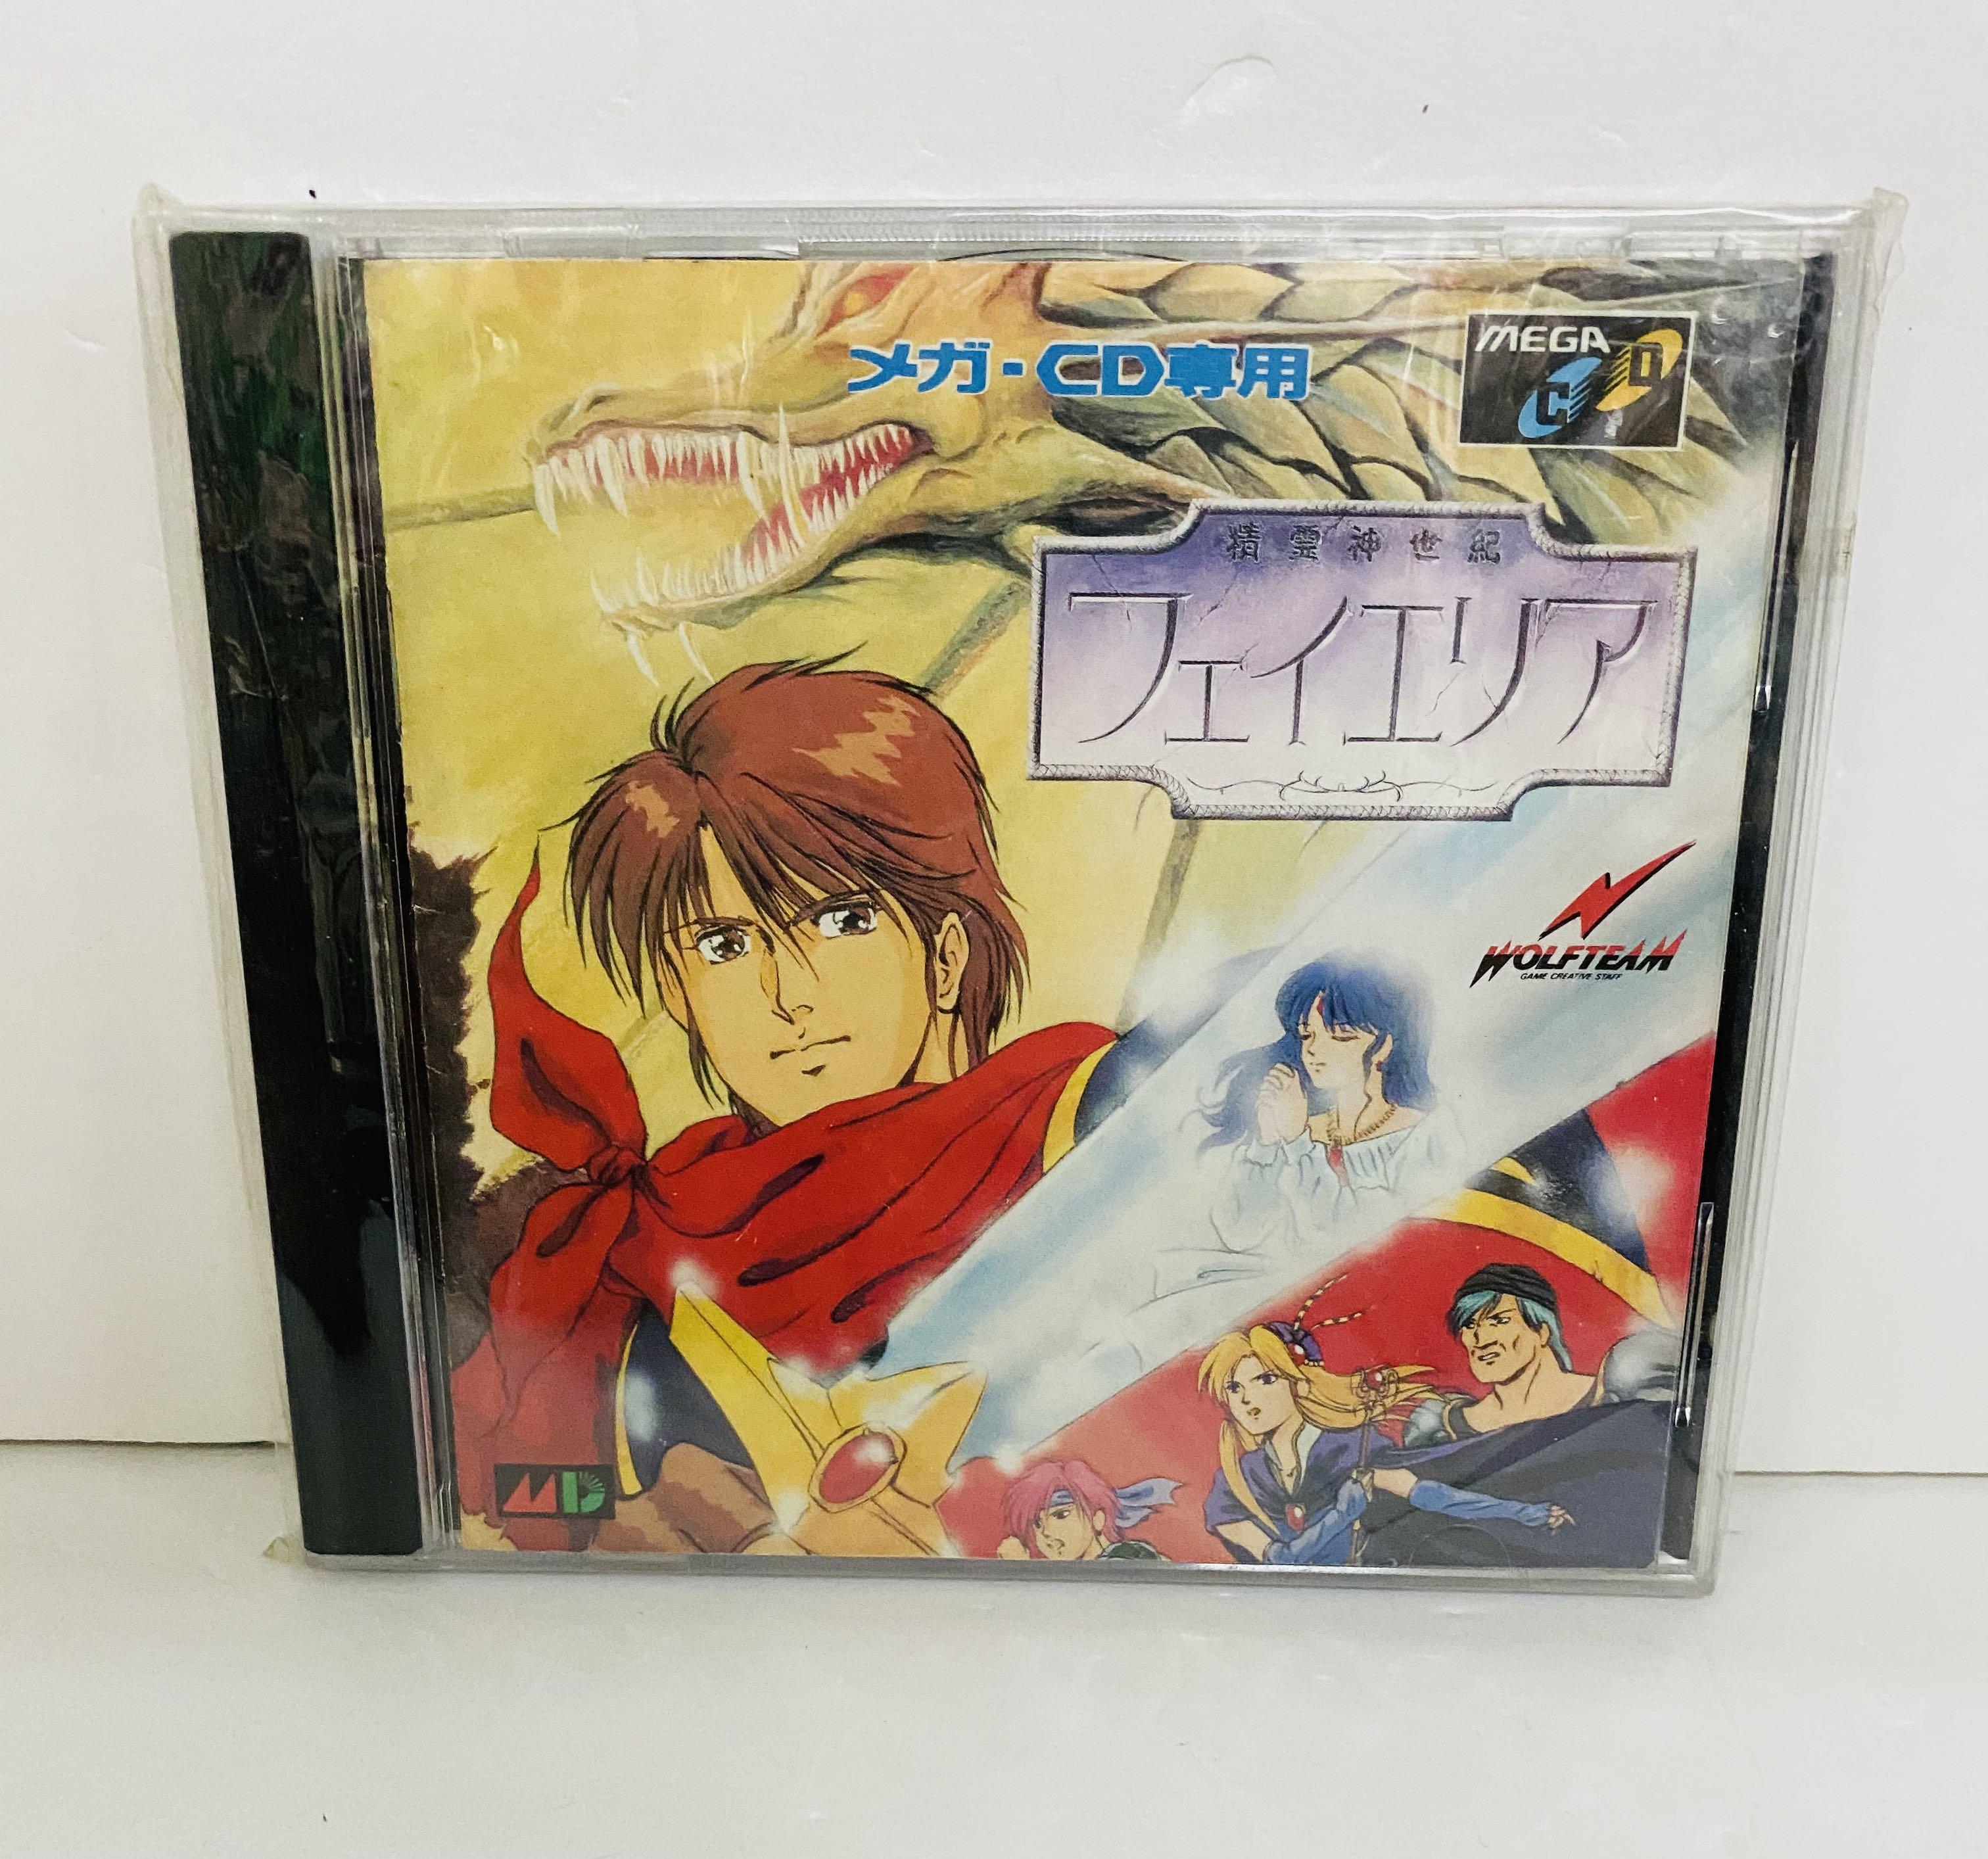 メガ・CD専用
MEGA
CD
精霊神世紀
フェイエリア
WOLFTEAM
GAME CREATIVE STAFF
MD